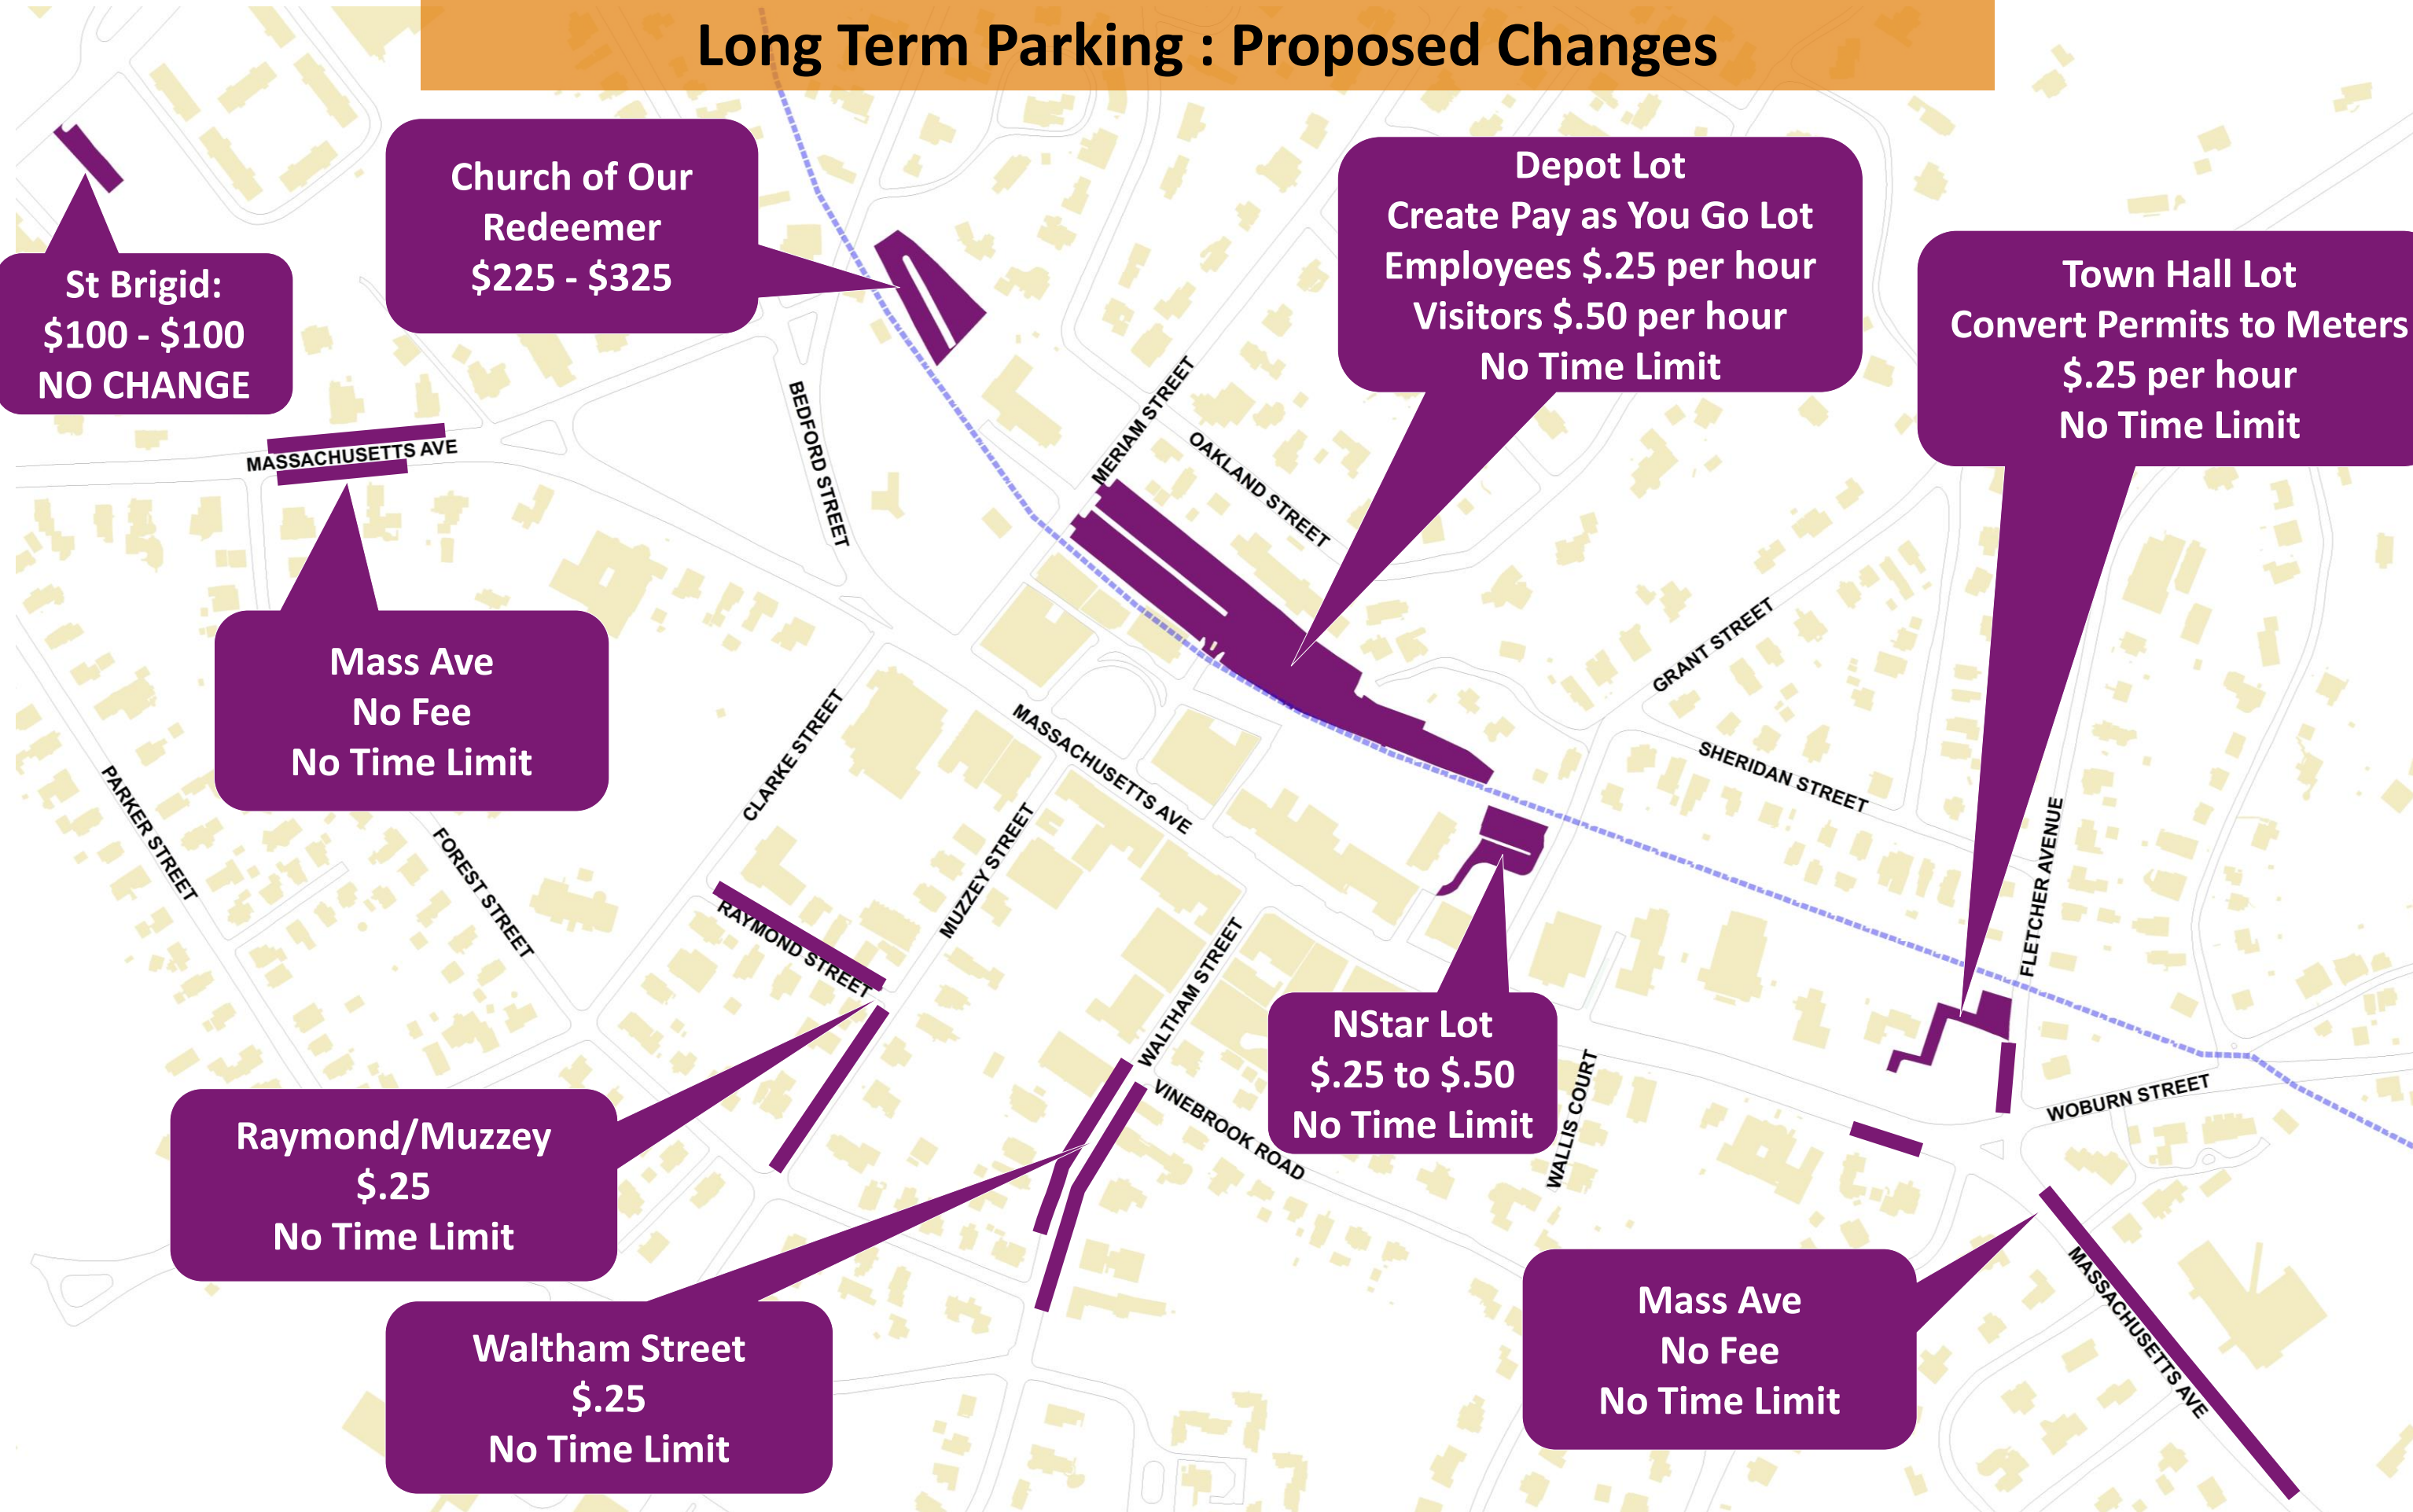 Long Term Parking : Proposed Changes
St Brigid:
$100 - $100
NO CHANGE
Church of Our
Redeemer
$225 - $325
Depot Lot
Create Pay as You Go Lot
Employees $.25 per hour
Visitors $.50 per hour
No Time Limit
Town Hall Lot
Convert Permits to Meters
$.25 per hour
No Time Limit
MASSACHUSETTS AVE
BEDFORD STREET
MERIAM STREET
OAKLAND STREET
Mass Ave
No Fee
No Time Limit
GRANT STREET
SHERIDAN STREET
FLETCHER AVENUE
MASSACHUSETTS AVE
CLARKE STREET
MUZZEY STREET
PARKER STREET
FOREST STREET
RAYMOND STREET
WALTHAM STREET
VINEBROOK ROAD
NStar Lot
$.25 to $.50
No Time Limit
WALLIS COURT
WOBURN STREET
Raymond/Muzzey
$.25
No Time Limit
Waltham Street
$.25
No Time Limit
Mass Ave
No Fee
No Time Limit
MASSACHUSETTS AVE